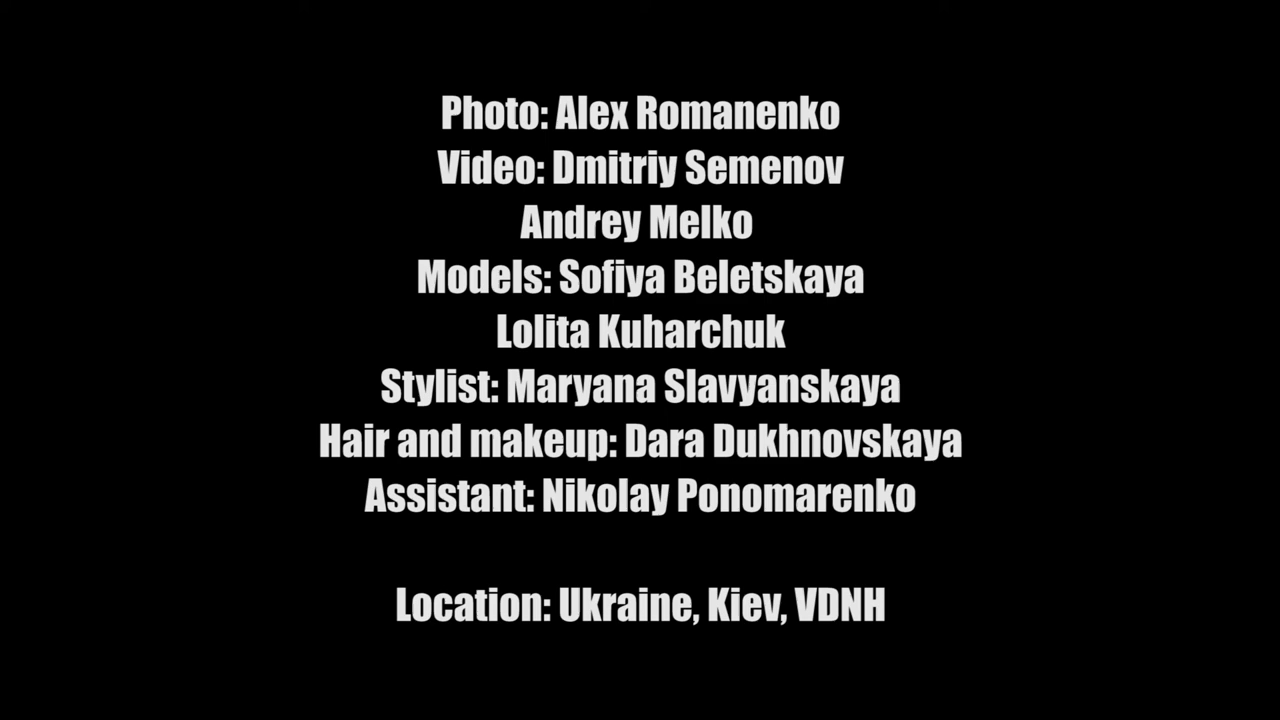 Photo: Alex Romanenko
Video: Dmitriy Semenov
Andrey Melko
Models: Sofiya Beletskaya
Lolita Kuharchuk
Stylist: Maryana Slavyanskaya
Hair and makeup: Dara Dukhnovskaya
Assistant: Nikolay Ponomarenko
Location: Ukraine, Kiev, VDNH